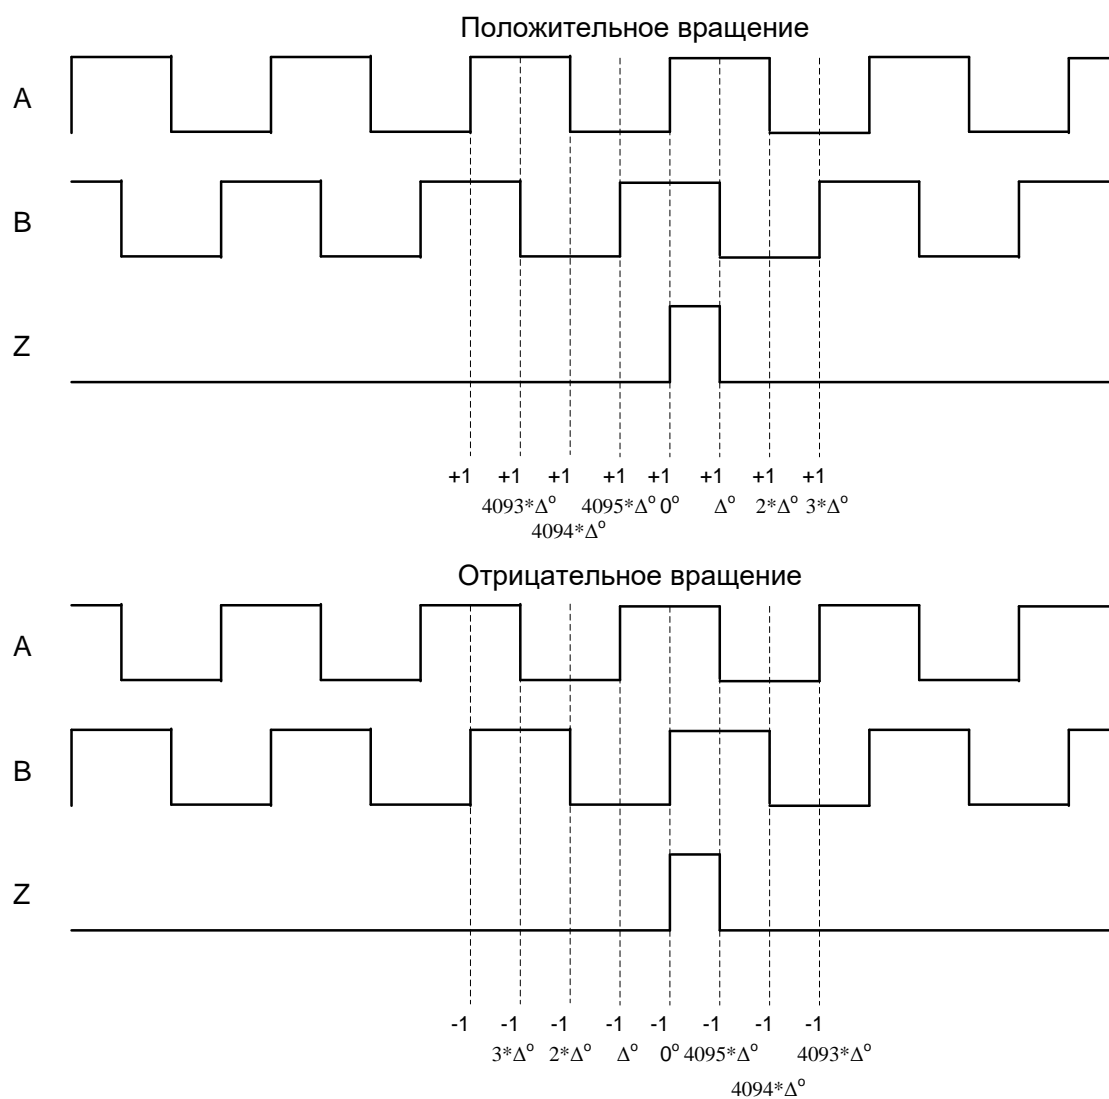 Положительное вращение
A
B
Z
+1 +1 +1 +1 +1 +1 +1 +1
4093*Δ° 4095*Δ° 0° Δ° 2*Δ° 3*Δ°
4094*Δ°
Отрицательное вращение
A
B
Z
-1 -1 -1 -1 -1 -1 -1 -1
3*Δ° 2*Δ° Δ° 0° 4095*Δ° 4093*Δ°
4094*Δ°